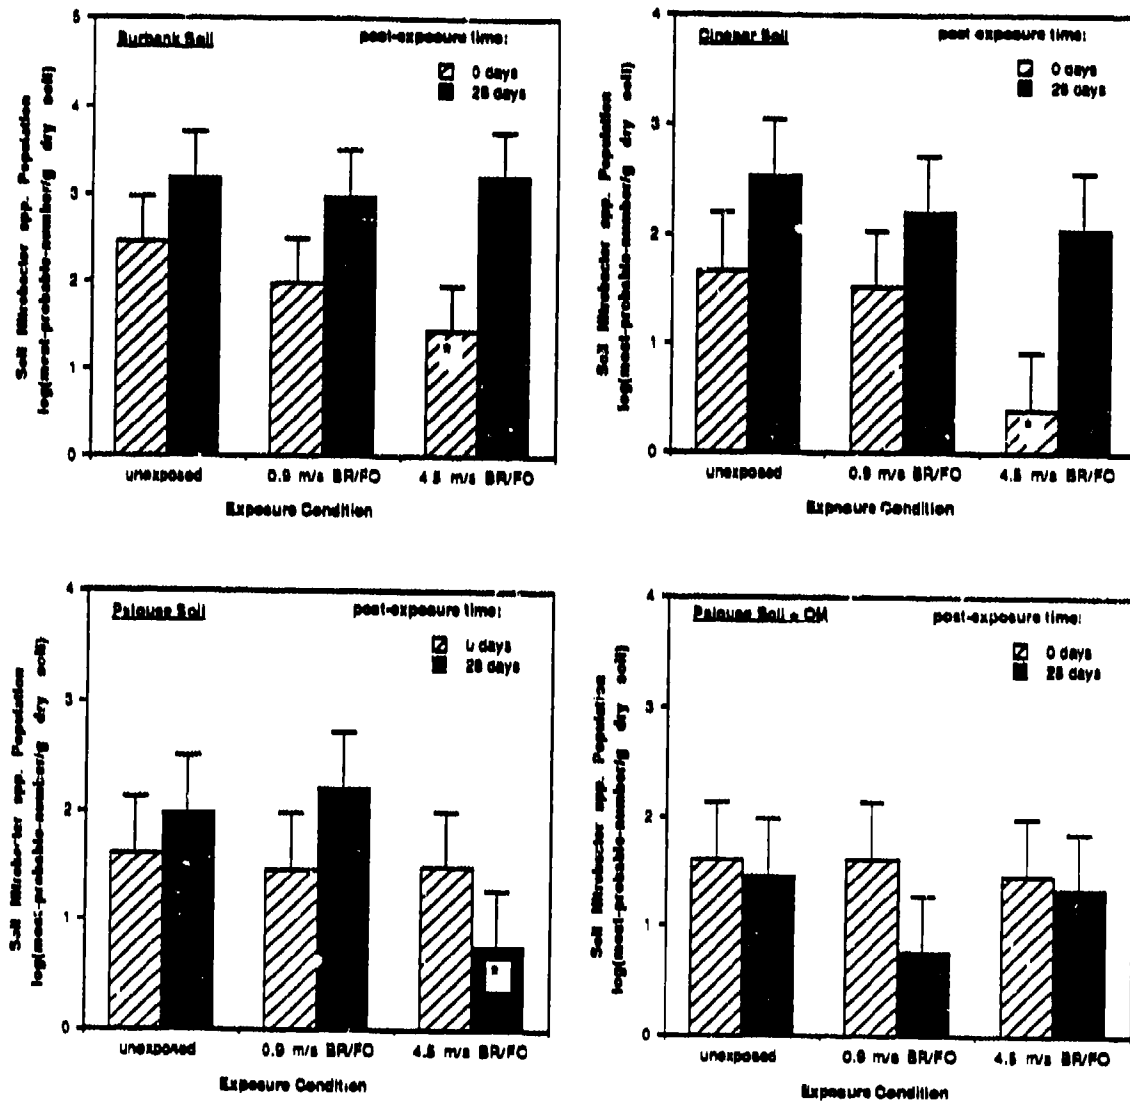 Burbank Soil
post-exposure time:
0 days
28 days
5
4
3
2
1
0
Soil Nitrobacter spp. Population
log(most-probable-number/g dry soil)
unexposed
0.9 m/s BR/FO
4.5 m/s BR/FO
*
Exposure Condition
Cinebar Soil
post exposure time:
0 days
28 days
4
3
2
1
0
Soil Nitrobacter spp. Population
log(most-probable-number/g dry soil)
unexposed
0.9 m/s BR/FO
4.5 m/s BR/FO
*
Exposure Condition
Palouse Soil
post-exposure time:
0 days
28 days
4
3
2
1
0
Soil Nitrobacter spp. Population
log(most-probable-number/g dry soil)
unexposed
0.9 m/s BR/FO
4.5 m/s BR/FO
*
Exposure Condition
Palouse Soil + OM
post-exposure time:
0 days
28 days
4
3
2
1
0
Soil Nitrobacter spp. Population
log(most-probable-number/g dry soil)
unexposed
0.9 m/s BR/FO
4.5 m/s BR/FO
Exposure Condition